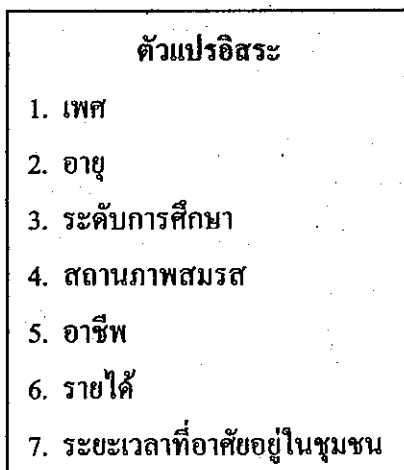 ตัวแปรอิสระ
1. เพศ
2. อายุ
3. ระดับการศึกษา
4. สถานภาพสมรส
5. อาชีพ
6. รายได้
7. ระยะเวลาที่อาศัยอยู่ในชุมชน